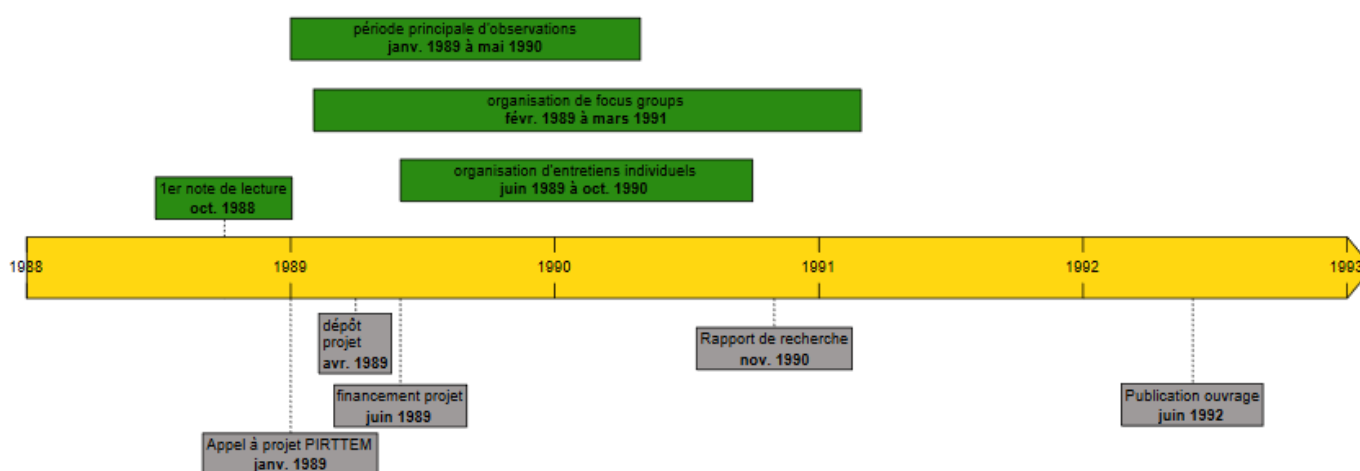 période principale d'observations
janv. 1989 à mai 1990
organisation de focus groups
févr. 1989 à mars 1991
organisation d'entretiens individuels
juin 1989 à oct. 1990
1er note de lecture
oct. 1988
1988
1989
1990
1991
1992
1993
dépôt
projet
avr. 1989
Rapport de recherche
nov. 1990
financement projet
juin 1989
Publication ouvrage
juin 1992
Appel à projet PIRTTEM
janv. 1989